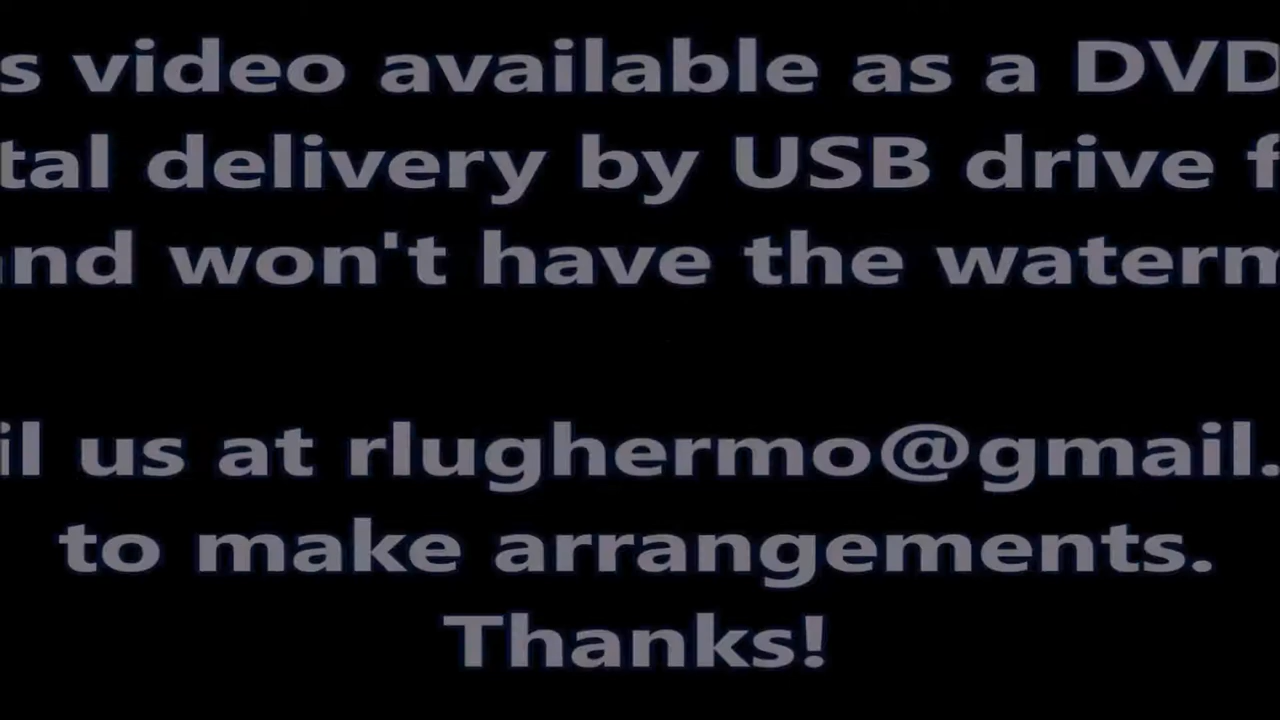 s video available as a DVD
tal delivery by USB drive f
nd won't have the waterm
il us at rlughermo@gmail.
to make arrangements.
Thanks!